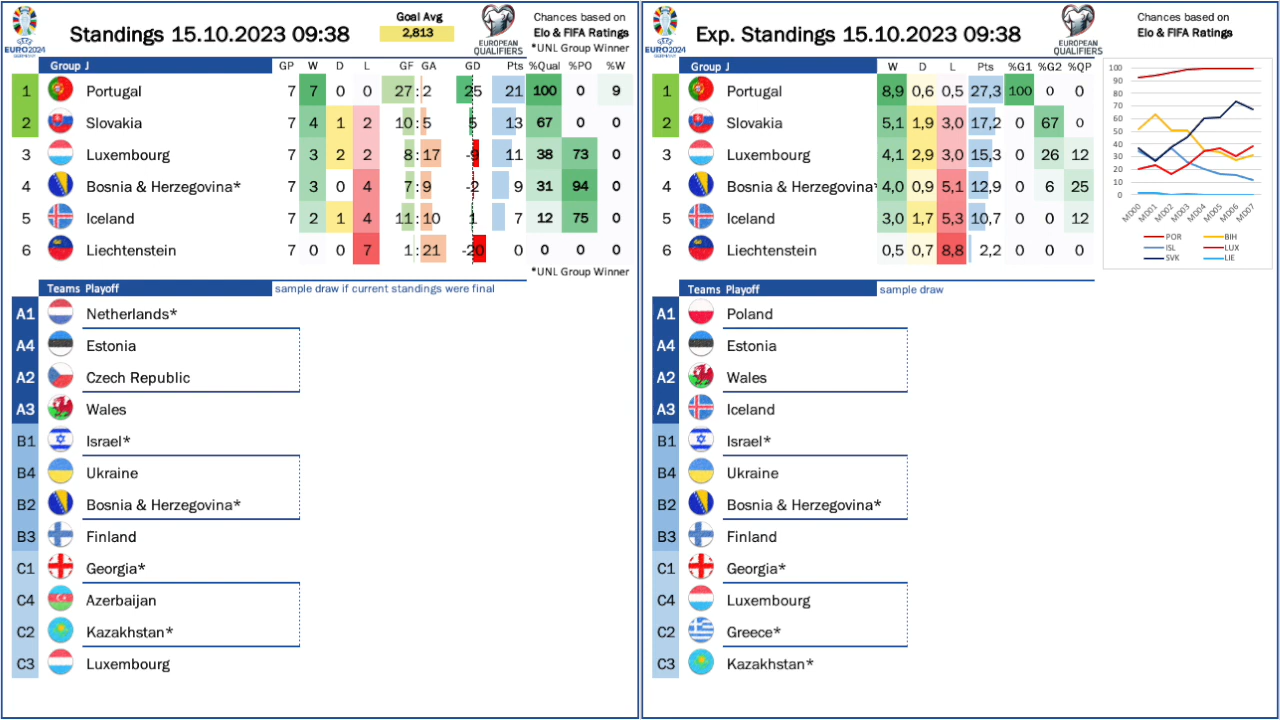 EURO2024
GERMANY
Standings 15.10.2023 09:38
Goal Avg
2,813
EUROPEAN
QUALIFIERS
Chances based on
Elo & FIFA Ratings
*UNL Group Winner
Group J GP W D L GF GA GD Pts %Qual %PO %W
1 Portugal 7 7 0 0 27 : 2 25 21 100 0 9
2 Slovakia 7 4 1 2 10 : 5 5 13 67 0 0
3 Luxembourg 7 3 2 2 8 : 17 -9 11 38 73 0
4 Bosnia & Herzegovina* 7 3 0 4 7 : 9 -2 9 31 94 0
5 Iceland 7 2 1 4 11 : 10 1 7 12 75 0
6 Liechtenstein 7 0 0 7 1 : 21 -20 0 0 0 0
*UNL Group Winner
Teams Playoff sample draw if current standings were final
A1 Netherlands*
A4 Estonia
A2 Czech Republic
A3 Wales
B1 Israel*
B4 Ukraine
B2 Bosnia & Herzegovina*
B3 Finland
C1 Georgia*
C4 Azerbaijan
C2 Kazakhstan*
C3 Luxembourg
EURO2024
GERMANY
Exp. Standings 15.10.2023 09:38
EUROPEAN
QUALIFIERS
Chances based on
Elo & FIFA Ratings
Group J W D L Pts %G1 %G2 %QP
1 Portugal 8,9 0,6 0,5 27,3 100 0 0
2 Slovakia 5,1 1,9 3,0 17,2 0 67 0
3 Luxembourg 4,1 2,9 3,0 15,3 0 26 12
4 Bosnia & Herzegovina* 4,0 0,9 5,1 12,9 0 6 25
5 Iceland 3,0 1,7 5,3 10,7 0 0 12
6 Liechtenstein 0,5 0,7 8,8 2,2 0 0 0
100
90
80
70
60
50
40
30
20
10
0
MD00 MD01 MD02 MD03 MD04 MD05 MD06 MD07
POR BIH
ISL LUX
SVK LIE
Teams Playoff sample draw
A1 Poland
A4 Estonia
A2 Wales
A3 Iceland
B1 Israel*
B4 Ukraine
B2 Bosnia & Herzegovina*
B3 Finland
C1 Georgia*
C4 Luxembourg
C2 Greece*
C3 Kazakhstan*